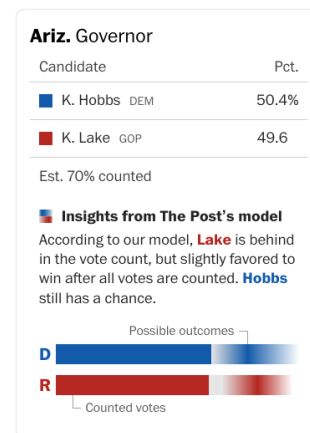 Ariz. Governor
Candidate Pct.
K. Hobbs DEM 50.4%
K. Lake GOP 49.6
Est. 70% counted
Insights from The Post's model
According to our model, Lake is behind
in the vote count, but slightly favored to
win after all votes are counted. Hobbs
still has a chance.
Possible outcomes
D
R
Counted votes